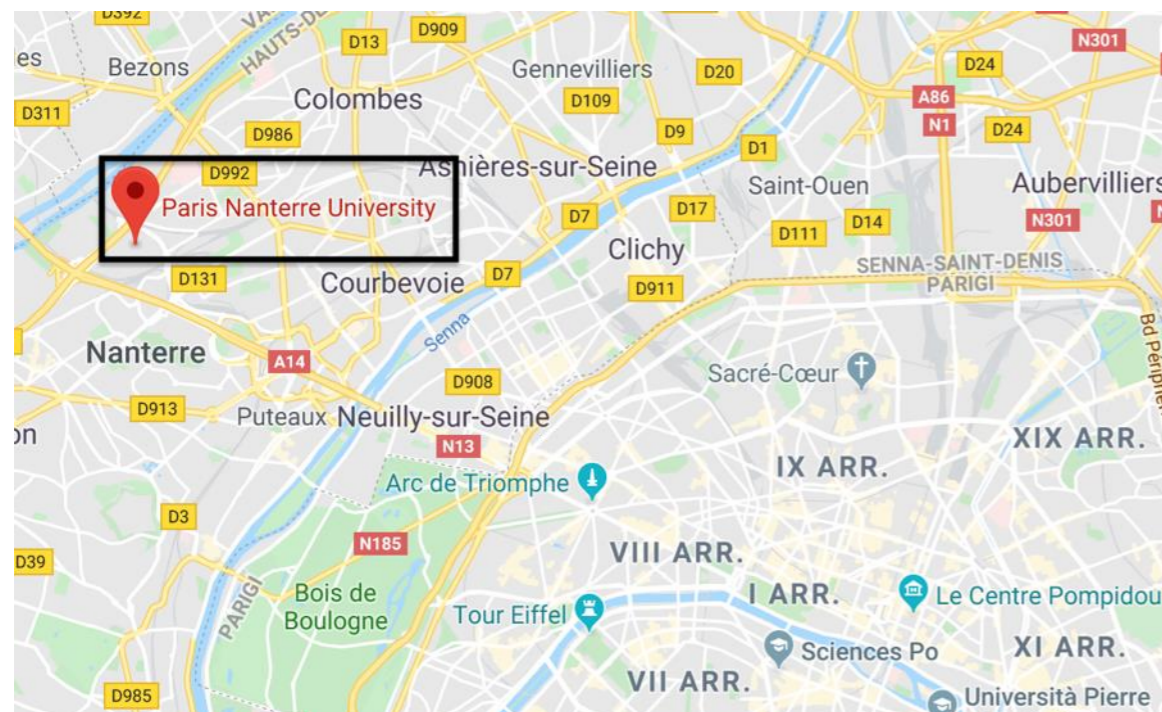 D392
HAUTS-DE-
D13
D909
N301
es
Bezons
Gennevilliers
D20
D24
D311
Colombes
D109
A86
D986
D9
N1
D24
D1
D992
Asnières-sur-Seine
Saint-Ouen
Aubervilliers
Paris Nanterre University
D7
D17
D111
D14
N301
Clichy
D131
Courbevoie
D7
D911
SENNA-SAINT-DENIS
PARIGI
Senna
Bd Périphér
Nanterre
A14
D908
Sacré-Cœur
D913
Puteaux
Neuilly-sur-Seine
on
N13
XIX ARR.
Arc de Triomphe
IX ARR.
D3
N185
D39
VIII ARR.
PARIGI
Bois de
Boulogne
Tour Eiffel
I ARR.
Le Centre Pompidou
Sciences Po
XI ARR.
D985
VII ARR.
Università Pierre